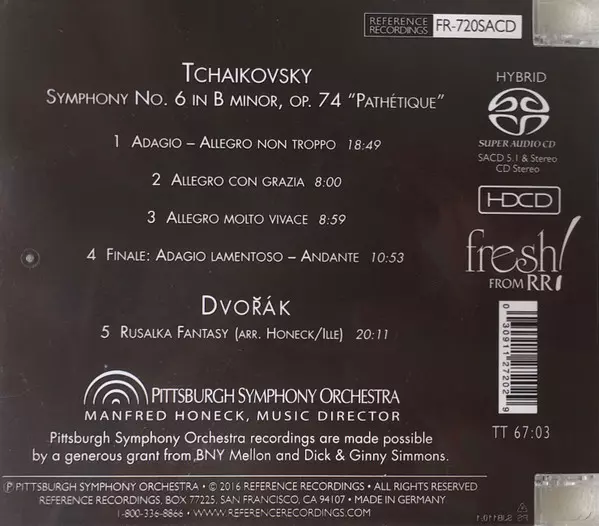 REFERENCE RECORDINGS FR-720SACD
TCHAIKOVSKY
SYMPHONY NO. 6 IN B MINOR, OP. 74 "PATHÉTIQUE"
1 ADAGIO – ALLEGRO NON TROPPO 18:49
2 ALLEGRO CON GRAZIA 8:00
3 ALLEGRO MOLTO VIVACE 8:59
4 FINALE: ADAGIO LAMENTOSO – ANDANTE 10:53
DVOŘÁK
5 RUSALKA FANTASY (ARR. HONECK/ILLE) 20:11
PITTSBURGH SYMPHONY ORCHESTRA
MANFRED HONECK, MUSIC DIRECTOR
Pittsburgh Symphony Orchestra recordings are made possible
by a generous grant from BNY Mellon and Dick & Ginny Simmons.
HYBRID
SUPER AUDIO CD
SACD 5.1 & Stereo
CD Stereo
HDCD
fresh!
FROM RR
0 30911 27202 9
TT 67:03
℗ PITTSBURGH SYMPHONY ORCHESTRA • © 2016 REFERENCE RECORDINGS • ALL RIGHTS RESERVED
REFERENCE RECORDINGS, BOX 77225, SAN FRANCISCO, CA 94107 • MADE IN GERMANY
1-800-336-8866 • WWW.REFERENCERECORDINGS.COM